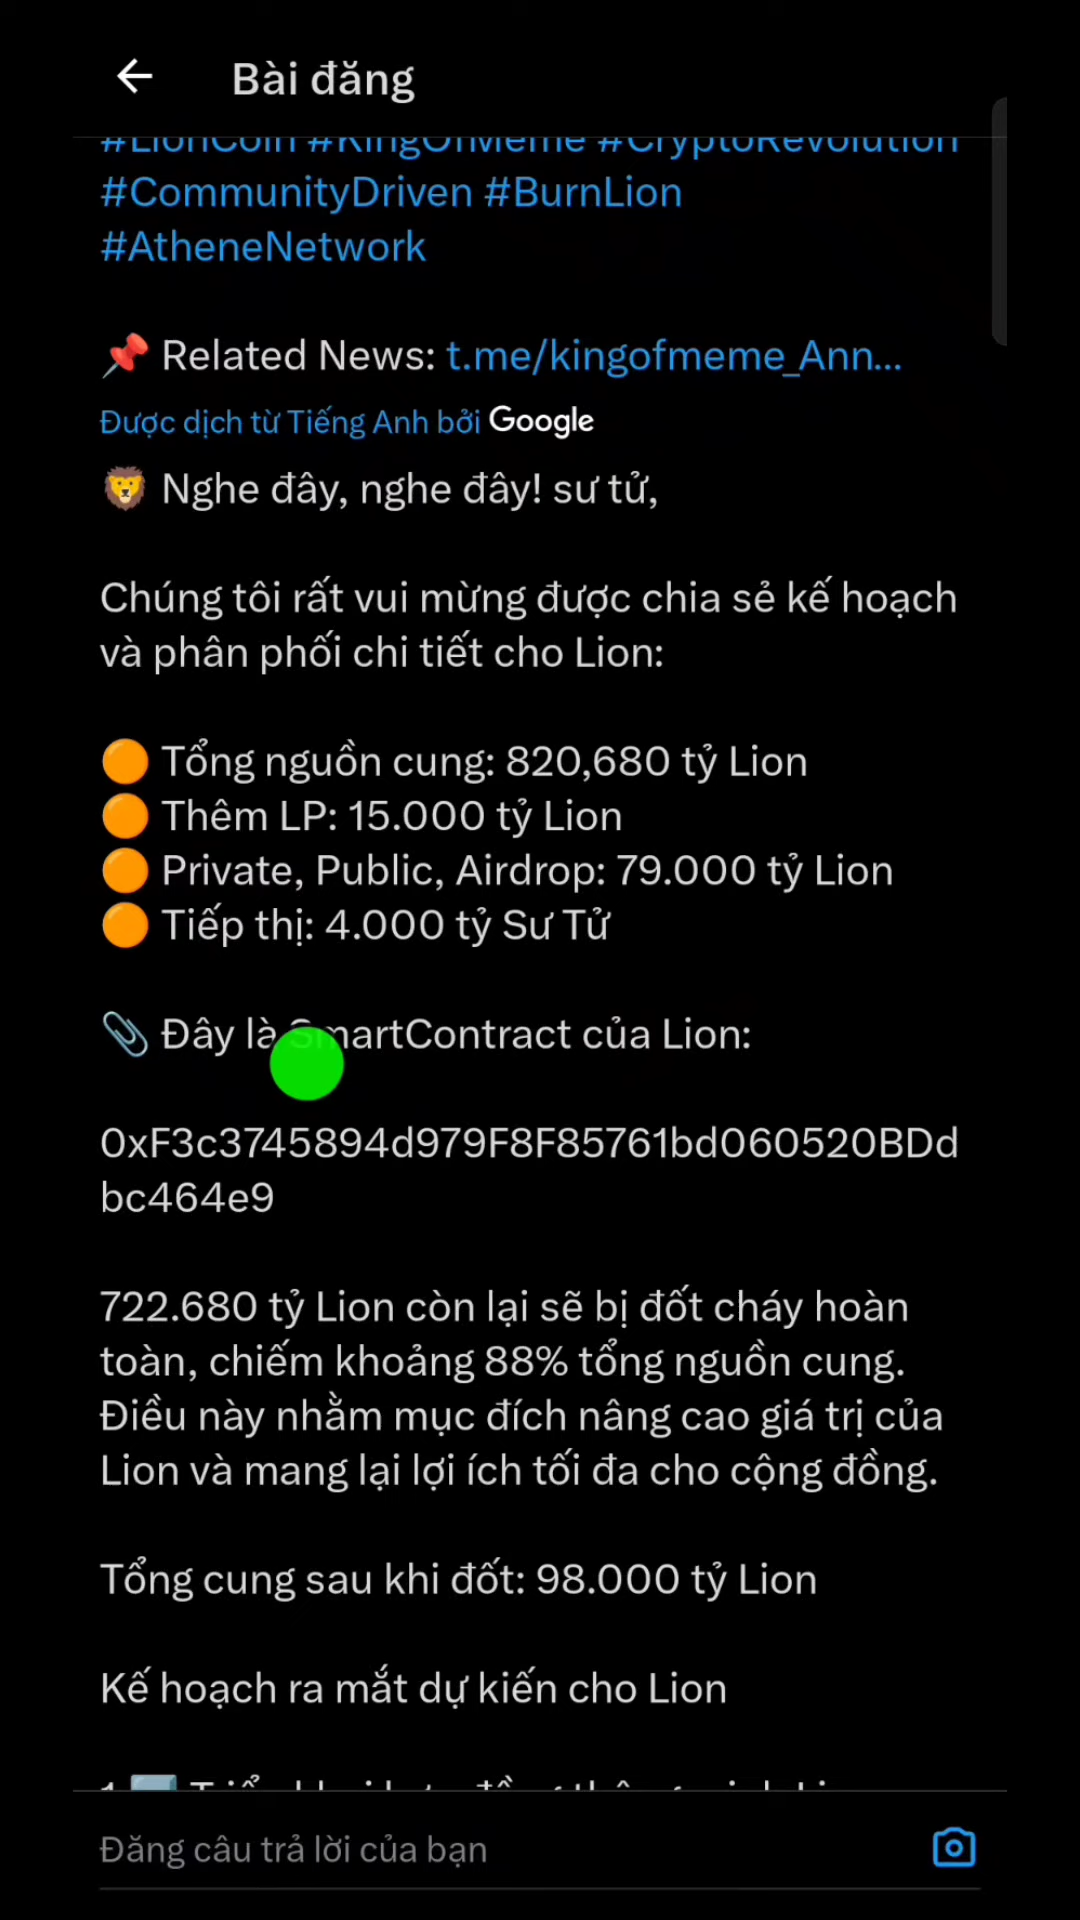 Bài đăng
#LionCoin #KingOfMeme #CryptoRevolution
#CommunityDriven #BurnLion
#AtheneNetwork
📌 Related News: t.me/kingofmeme_Ann...
Được dịch từ Tiếng Anh bởi Google
🦁 Nghe đây, nghe đây! sư tử,
Chúng tôi rất vui mừng được chia sẻ kế hoạch
và phân phối chi tiết cho Lion:
🟠 Tổng nguồn cung: 820,680 tỷ Lion
🟠 Thêm LP: 15.000 tỷ Lion
🟠 Private, Public, Airdrop: 79.000 tỷ Lion
🟠 Tiếp thị: 4.000 tỷ Sư Tử
📎 Đây là SmartContract của Lion:
0xF3c3745894d979F8F85761bd060520BDd
bc464e9
722.680 tỷ Lion còn lại sẽ bị đốt cháy hoàn
toàn, chiếm khoảng 88% tổng nguồn cung.
Điều này nhằm mục đích nâng cao giá trị của
Lion và mang lại lợi ích tối đa cho cộng đồng.
Tổng cung sau khi đốt: 98.000 tỷ Lion
Kế hoạch ra mắt dự kiến cho Lion
Đăng câu trả lời của bạn